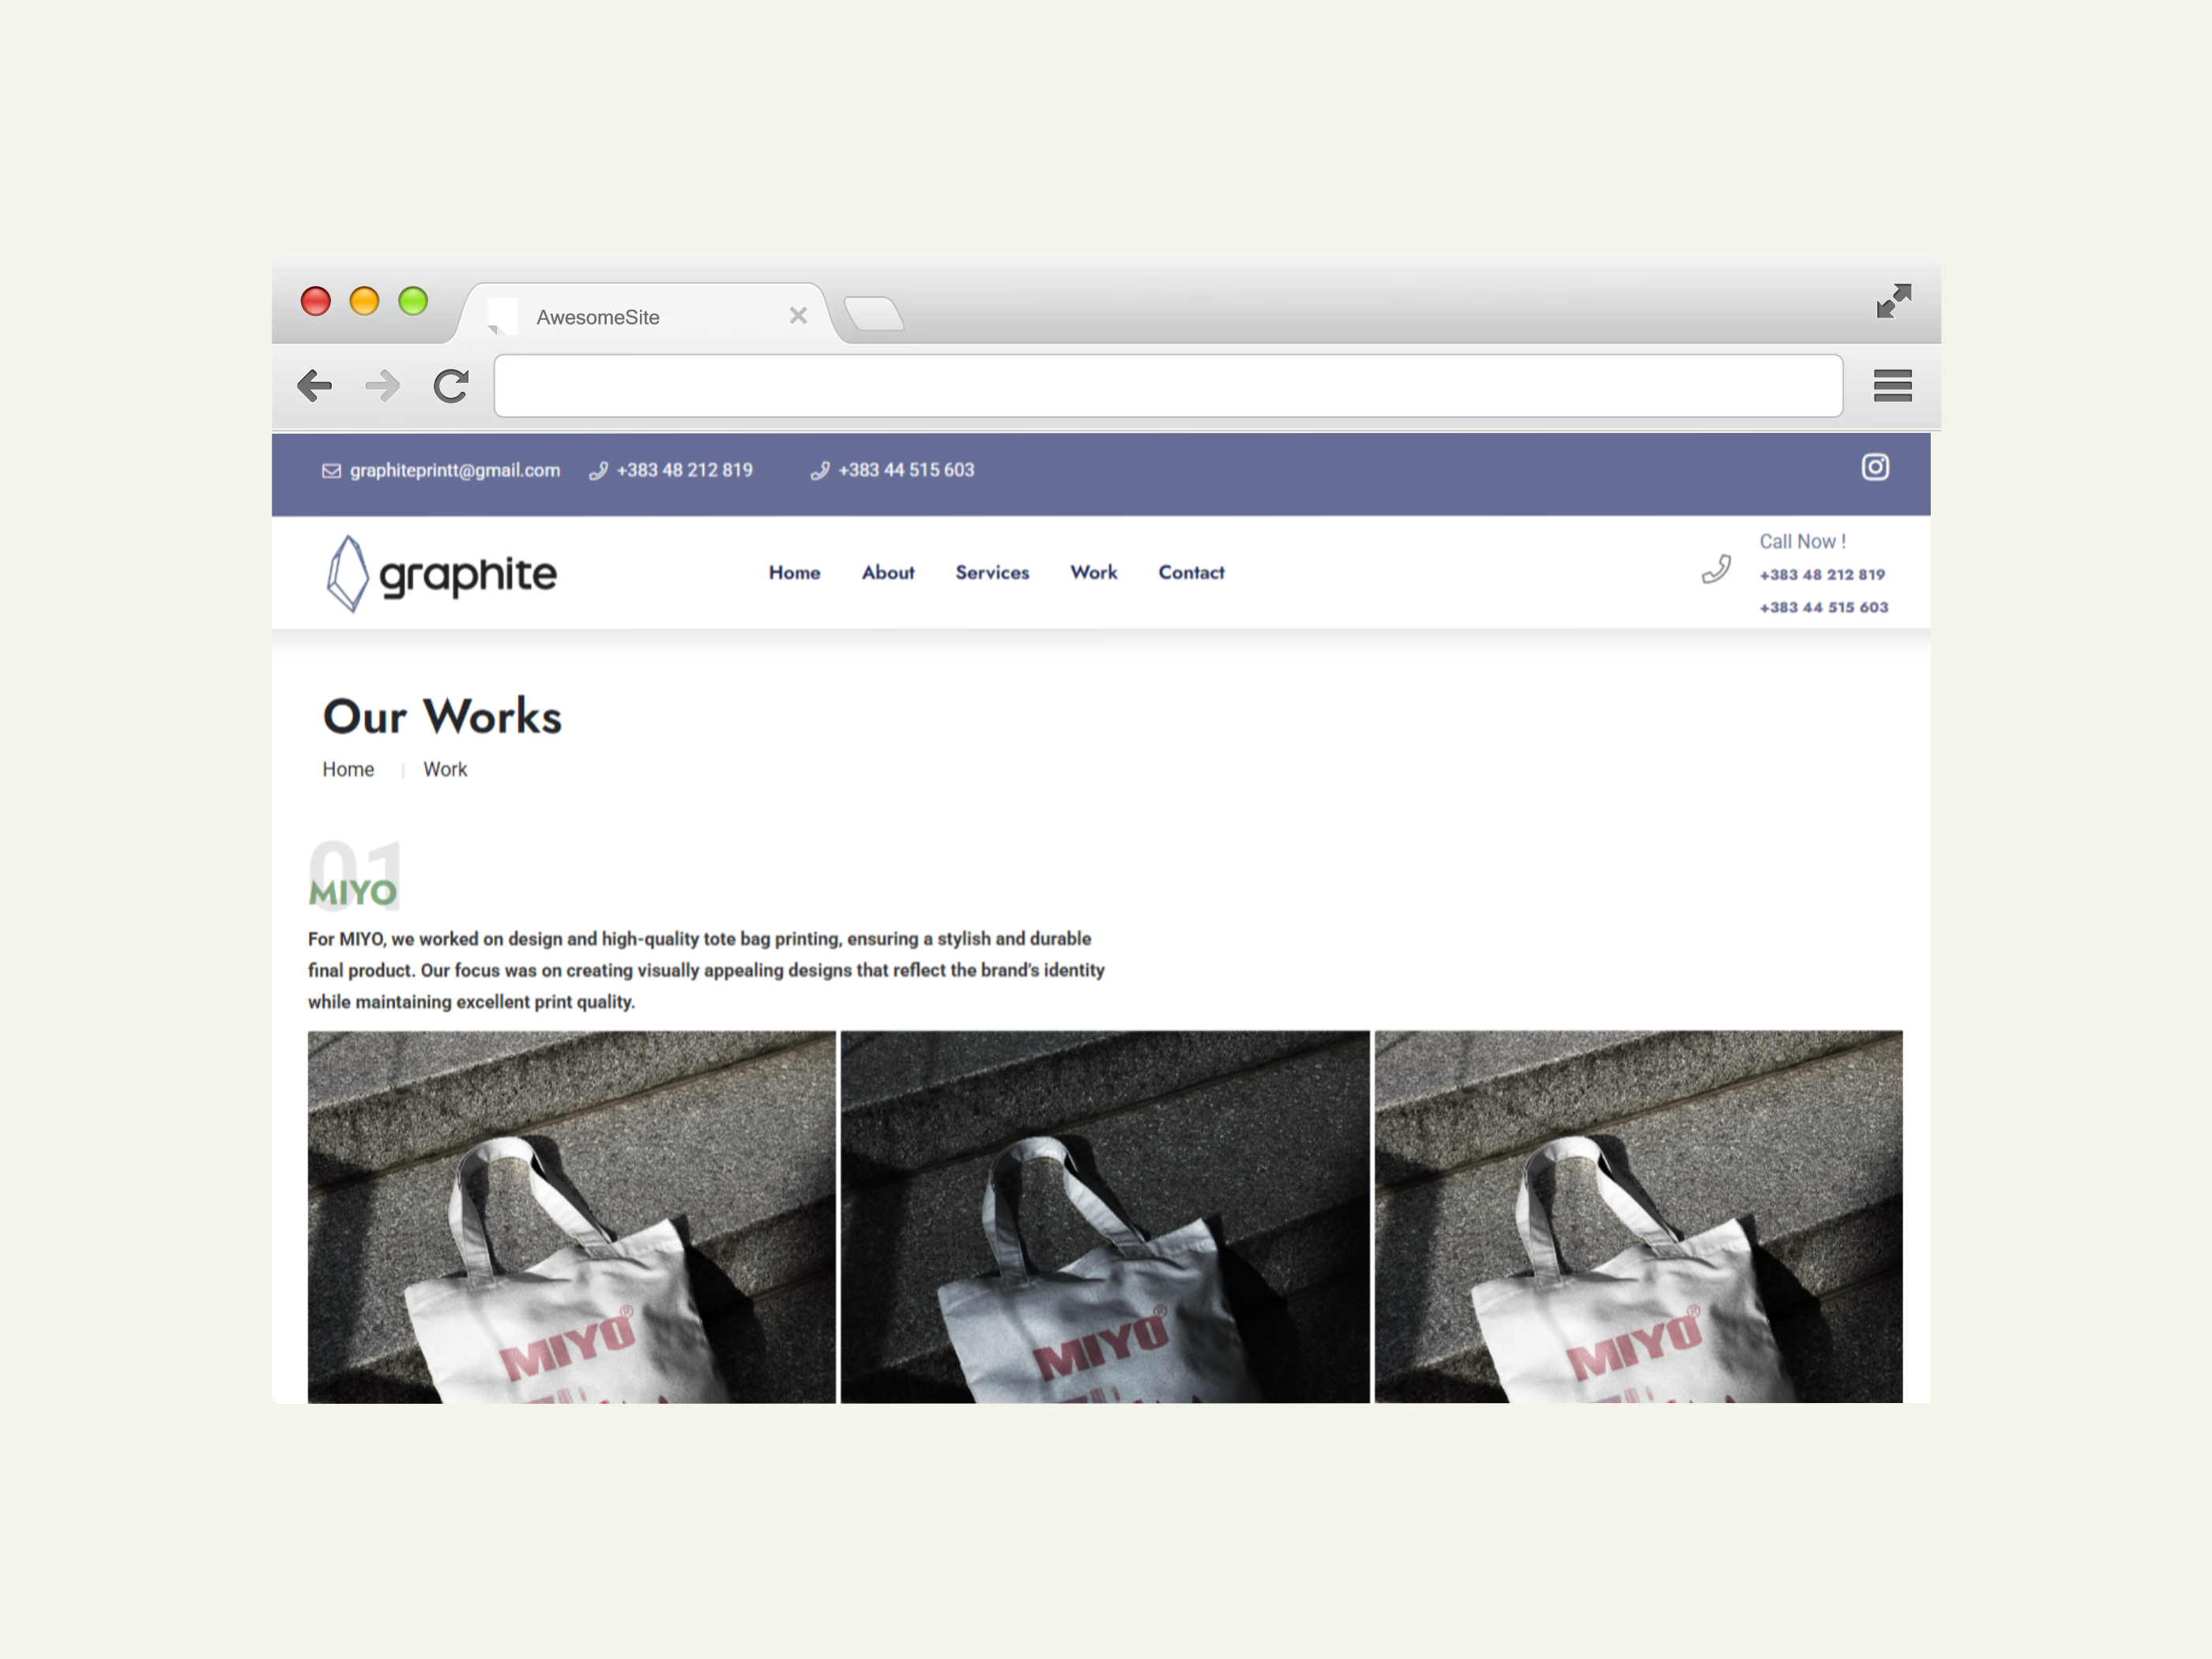 AwesomeSite
graphiteprintt@gmail.com +383 48 212 819 +383 44 515 603
graphite
Home About Services Work Contact
Call Now !
+383 48 212 819
+383 44 515 603
Our Works
Home | Work
01
MIYO
For MIYO, we worked on design and high-quality tote bag printing, ensuring a stylish and durable
final product. Our focus was on creating visually appealing designs that reflect the brand's identity
while maintaining excellent print quality.
MIYO® MIYO® MIYO®